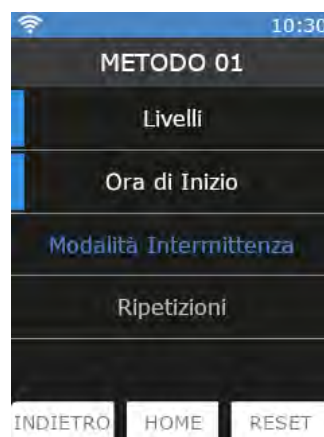 10:30
METODO 01
Livelli
Ora di Inizio
Modalità Intermittenza
Ripetizioni
INDIETRO HOME RESET